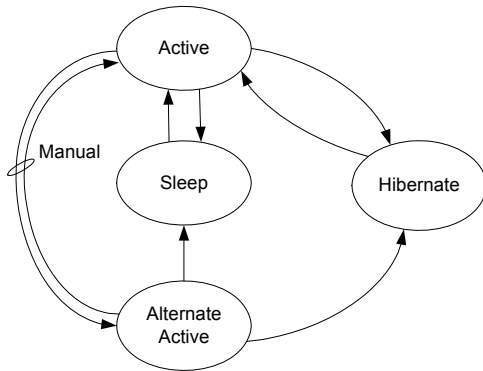 Active
Manual
Sleep
Hibernate
Alternate
Active